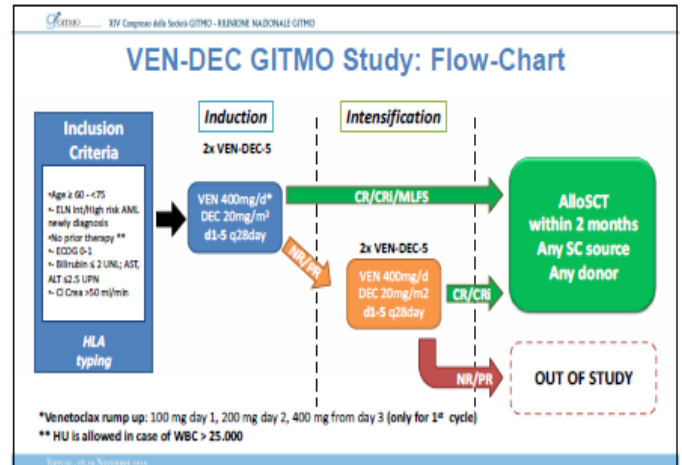 GITMO XIV Congresso della Società GITMO - RIUNIONE NAZIONALE GITMO
VEN-DEC GITMO Study: Flow-Chart
Induction
Intensification
2x VEN-DEC-5
Inclusion
Criteria
•Age ≥ 60 - <75
•- ELN Int/High risk AML
newly diagnosis
•No prior therapy **
•- ECOG 0-1
•- Bilirubin ≤ 2 UNL; AST,
ALT ≤2.5 UPN
•- Cl Crea >50 ml/min
HLA
typing
VEN 400mg/d*
DEC 20mg/m²
d1-5 q28day
CR/CRi/MLFS
NR/PR
2x VEN-DEC-5
VEN 400mg/d
DEC 20mg/m2
d1-5 q28day
CR/CRi
NR/PR
AlloSCT
within 2 months
Any SC source
Any donor
OUT OF STUDY
*Venetoclax rump up: 100 mg day 1, 200 mg day 2, 400 mg from day 3 (only for 1st cycle)
** HU is allowed in case of WBC > 25.000